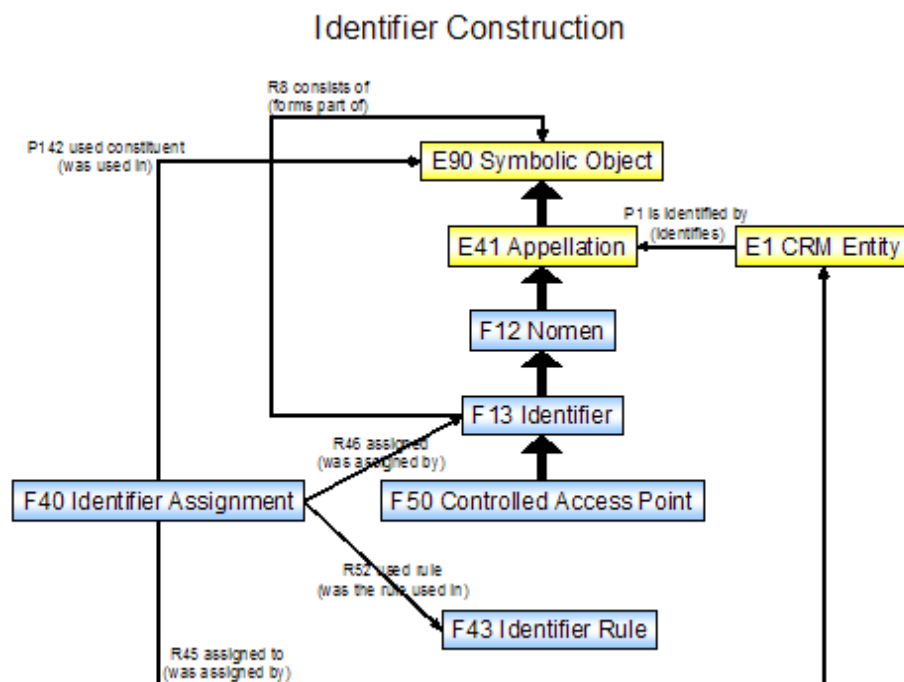 Identifier Construction
R8 consists of
(forms part of)
P142 used constituent
(was used in)
E90 Symbolic Object
P1 is identified by
(identifies)
E41 Appellation
E1 CRM Entity
F12 Nomen
F13 Identifier
R46 assigned
(was assigned by)
F40 Identifier Assignment
F50 Controlled Access Point
R52 used rule
(was the rule used in)
F43 Identifier Rule
R45 assigned to
(was assigned by)